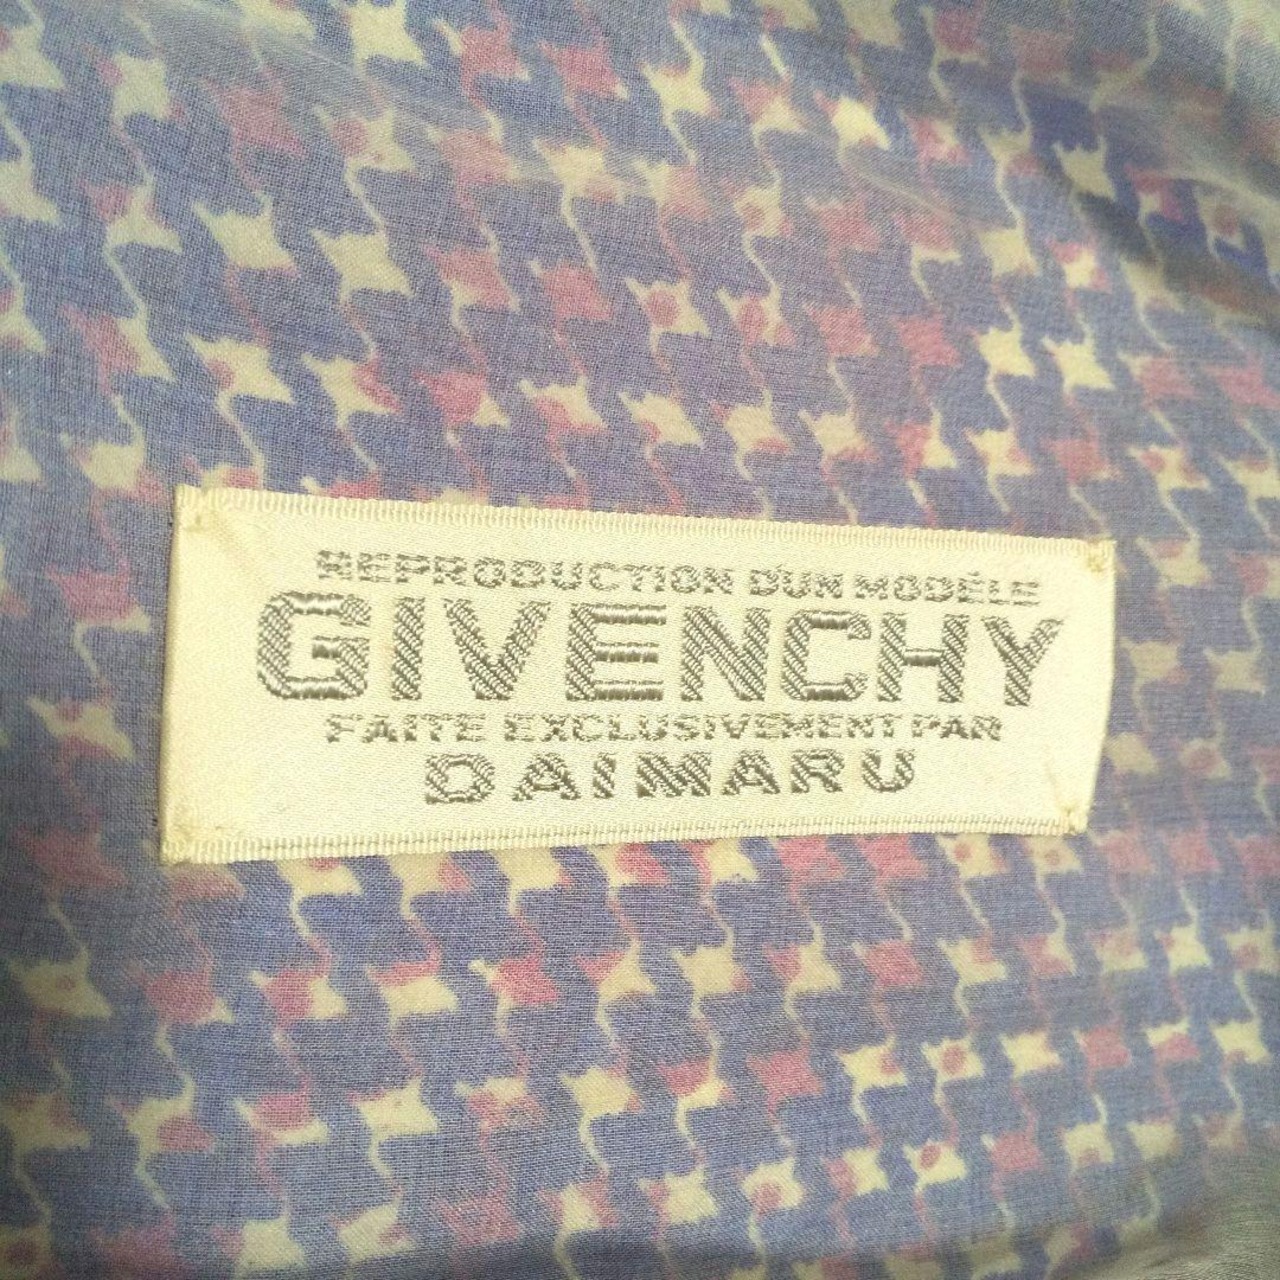 REPRODUCTION D'UN MODÈLE
GIVENCHY
FAITE EXCLUSIVEMENT PAR
DAIMARU